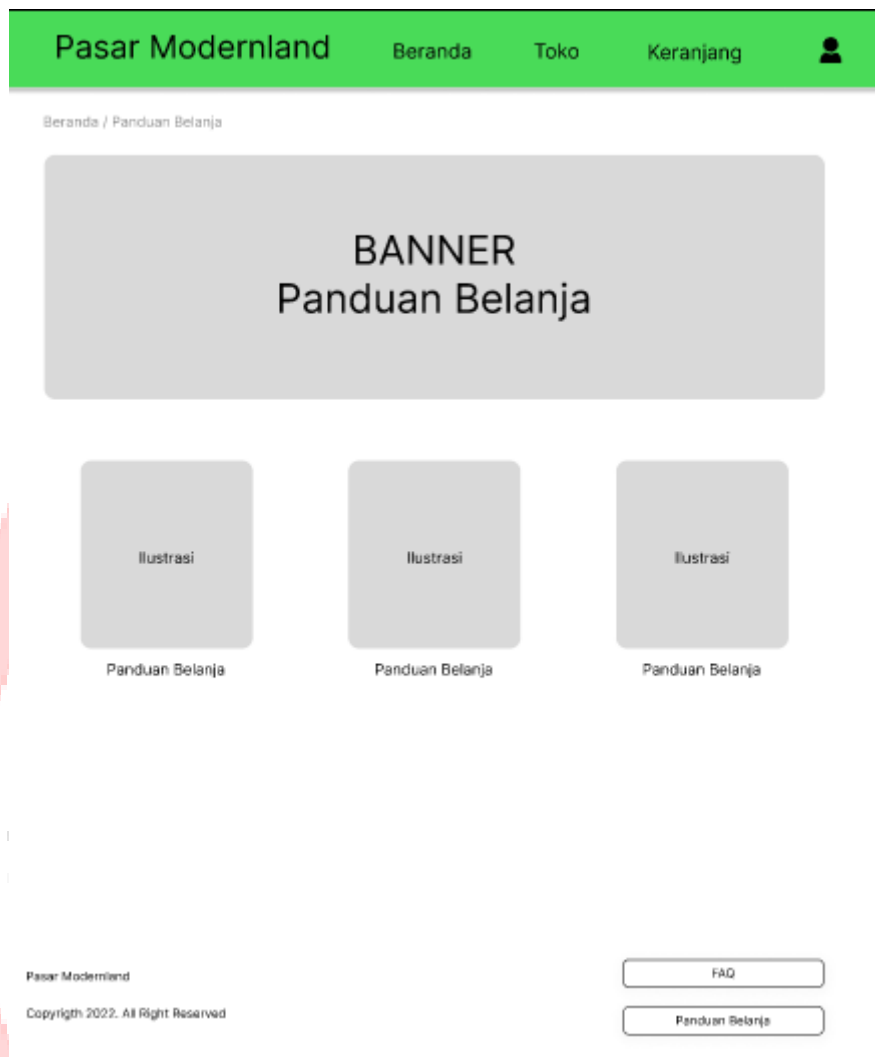 Pasar Modernland Beranda Toko Keranjang
Beranda / Panduan Belanja
BANNER
Panduan Belanja
Ilustrasi Ilustrasi Ilustrasi
Panduan Belanja Panduan Belanja Panduan Belanja
Pasar Modernland
FAQ
Copyrigth 2022. All Right Reserved
Panduan Belanja